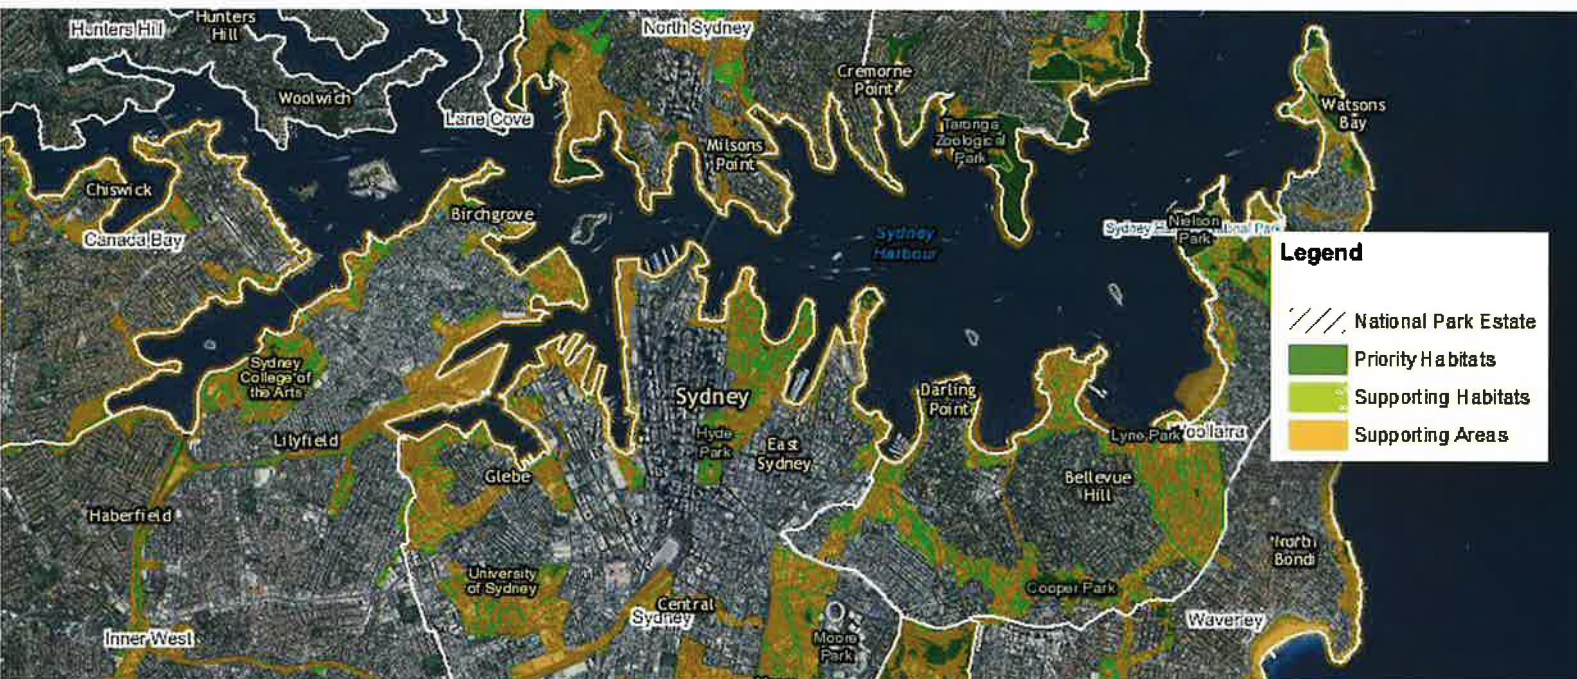 Hunters Hill
Hunters
Hill
North Sydney
Cremorne
Point
Woolwich
Lane Cove
Watsons
Bay
Taronga
Zoological
Park
Milsons
Point
Chiswick
Birchgrove
Canada Bay
Sydney
Harbour
Sydney
Park
Nielson
Park
Legend
National Park Estate
Priority Habitats
Supporting Habitats
Supporting Areas
Sydney
College of
the Arts
Sydney
Darling
Point
Hyde
Park
East
Sydney
Lyne Park
Lilyfield
Glebe
Bellevue
Hill
Haberfield
North
Bondi
University
of Sydney
Cooper Park
Central
Sydney
Waverley
Inner West
Moore
Park